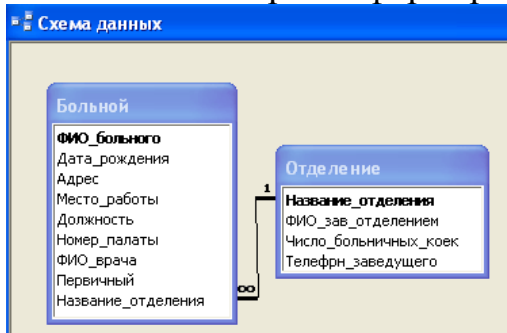 Схема данных
Больной
ФИО_больного
Дата_рождения
Адрес
Место_работы
Должность
Номер_палаты
ФИО_врача
Первичный
Название_отделения
1
∞
Отделение
Название_отделения
ФИО_зав_отделением
Число_больничных_коек
Телефрн_заведущего